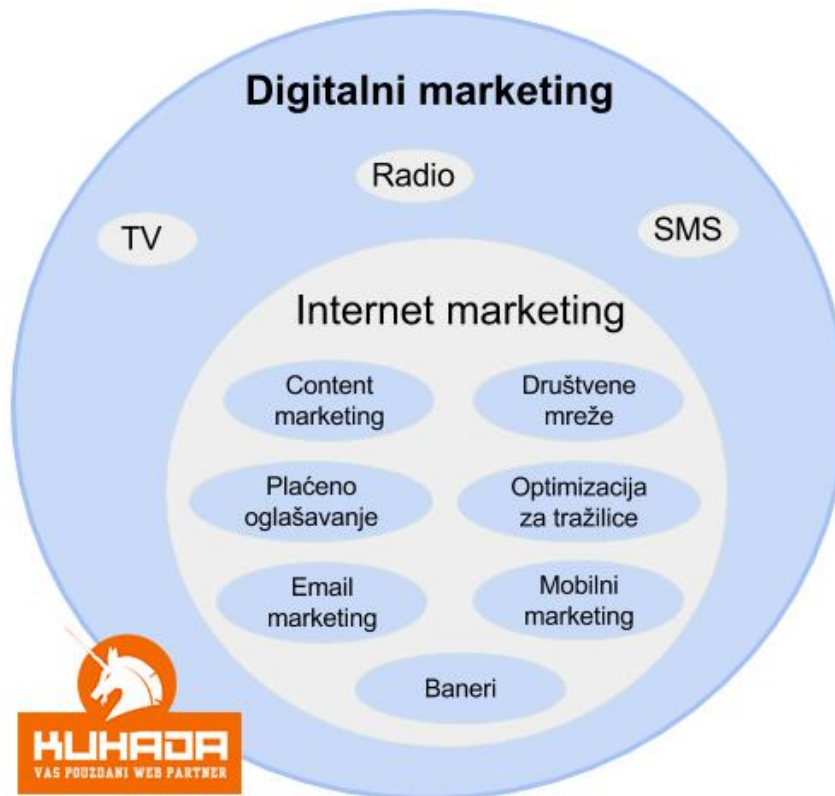 Digitalni marketing
Radio
TV
SMS
Internet marketing
Content
marketing
Društvene
mreže
Plaćeno
oglašavanje
Optimizacija
za tražilice
Email
marketing
Mobilni
marketing
Baneri
KUHADA
VAS POUZDANI WEB PARTNER